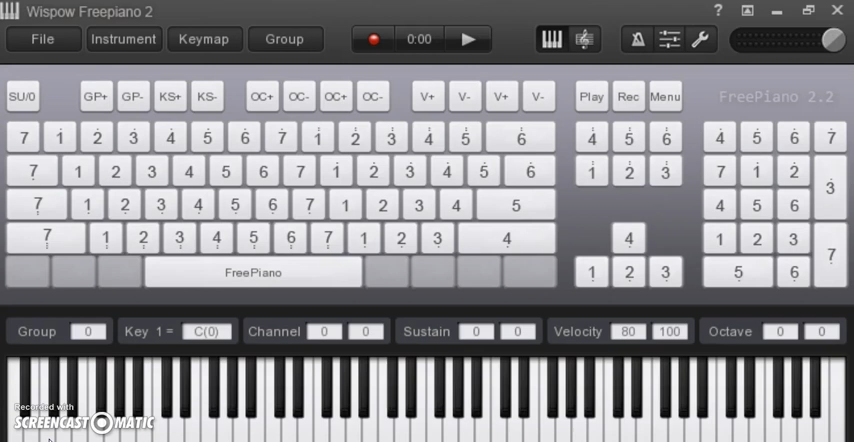 Wispow Freepiano 2 ?
File Instrument Keymap Group 0:00
SU/0 GP+ GP- KS+ KS- OC+ OC- OC+ OC- V+ V- V+ V- Play Rec Menu FreePiano 2.2
7 1 2 3 4 5 6 7 1 2 3 4 5 6 4 5 6 4 5 6 7
7 1 2 3 4 5 6 7 1 2 3 4 5 6 1 2 3 7 1 2 3
7 1 2 3 4 5 6 7 1 2 3 4 5 4 5 6
7 1 2 3 4 5 6 7 1 2 3 4 4 1 2 3 7
FreePiano 1 2 3 5 6
Group 0 Key 1 = C(0) Channel 0 0 Sustain 0 0 Velocity 80 100 Octave 0 0
Recorded with
SCREENCAST-O-MATIC